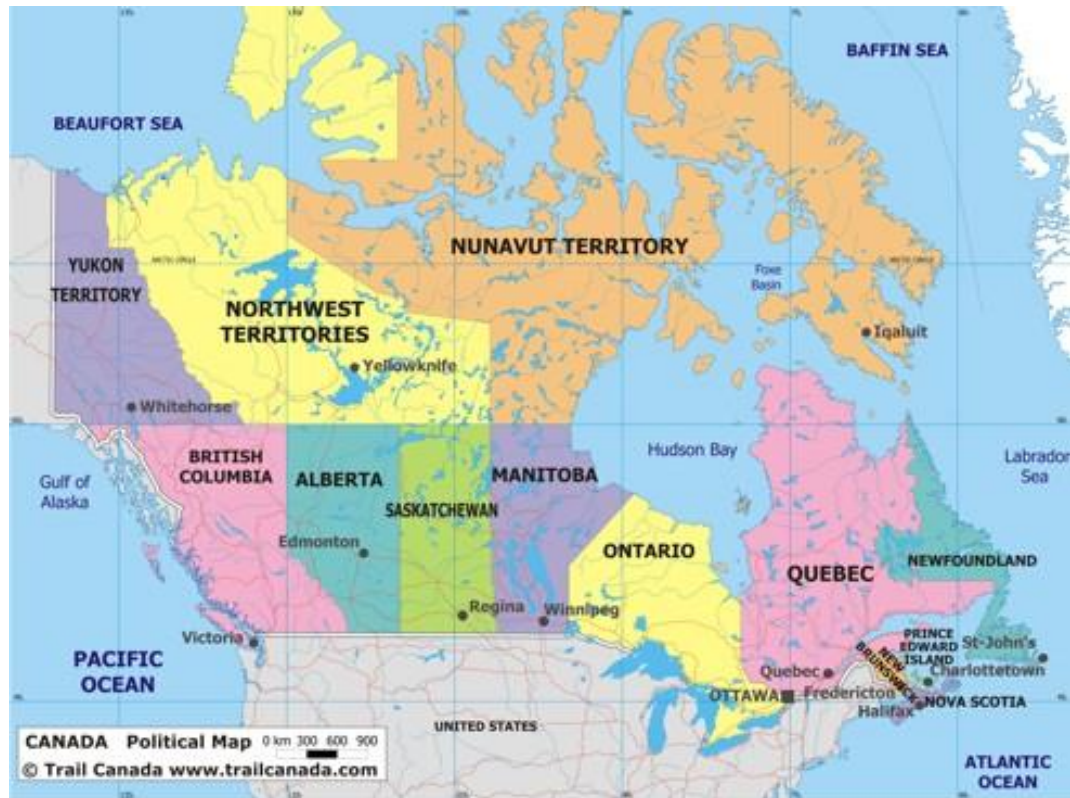 BAFFIN SEA
BEAUFORT SEA
NUNAVUT TERRITORY
YUKON
TERRITORY
Foxe
Basin
NORTHWEST
TERRITORIES
Iqaluit
Yellowknife
Whitehorse
BRITISH
COLUMBIA
ALBERTA
MANITOBA
Hudson Bay
Labrador
Sea
Gulf of
Alaska
SASKATCHEWAN
Edmonton
ONTARIO
QUEBEC
NEWFOUNDLAND
Regina
Winnipeg
Victoria
PRINCE
EDWARD
ISLAND
St-John's
NEW
BRUNSWICK
Charlottetown
PACIFIC
OCEAN
Quebec
OTTAWA
Fredericton
Halifax
NOVA SCOTIA
UNITED STATES
CANADA Political Map 0 km 300 600 900
© Trail Canada www.trailcanada.com
ATLANTIC
OCEAN